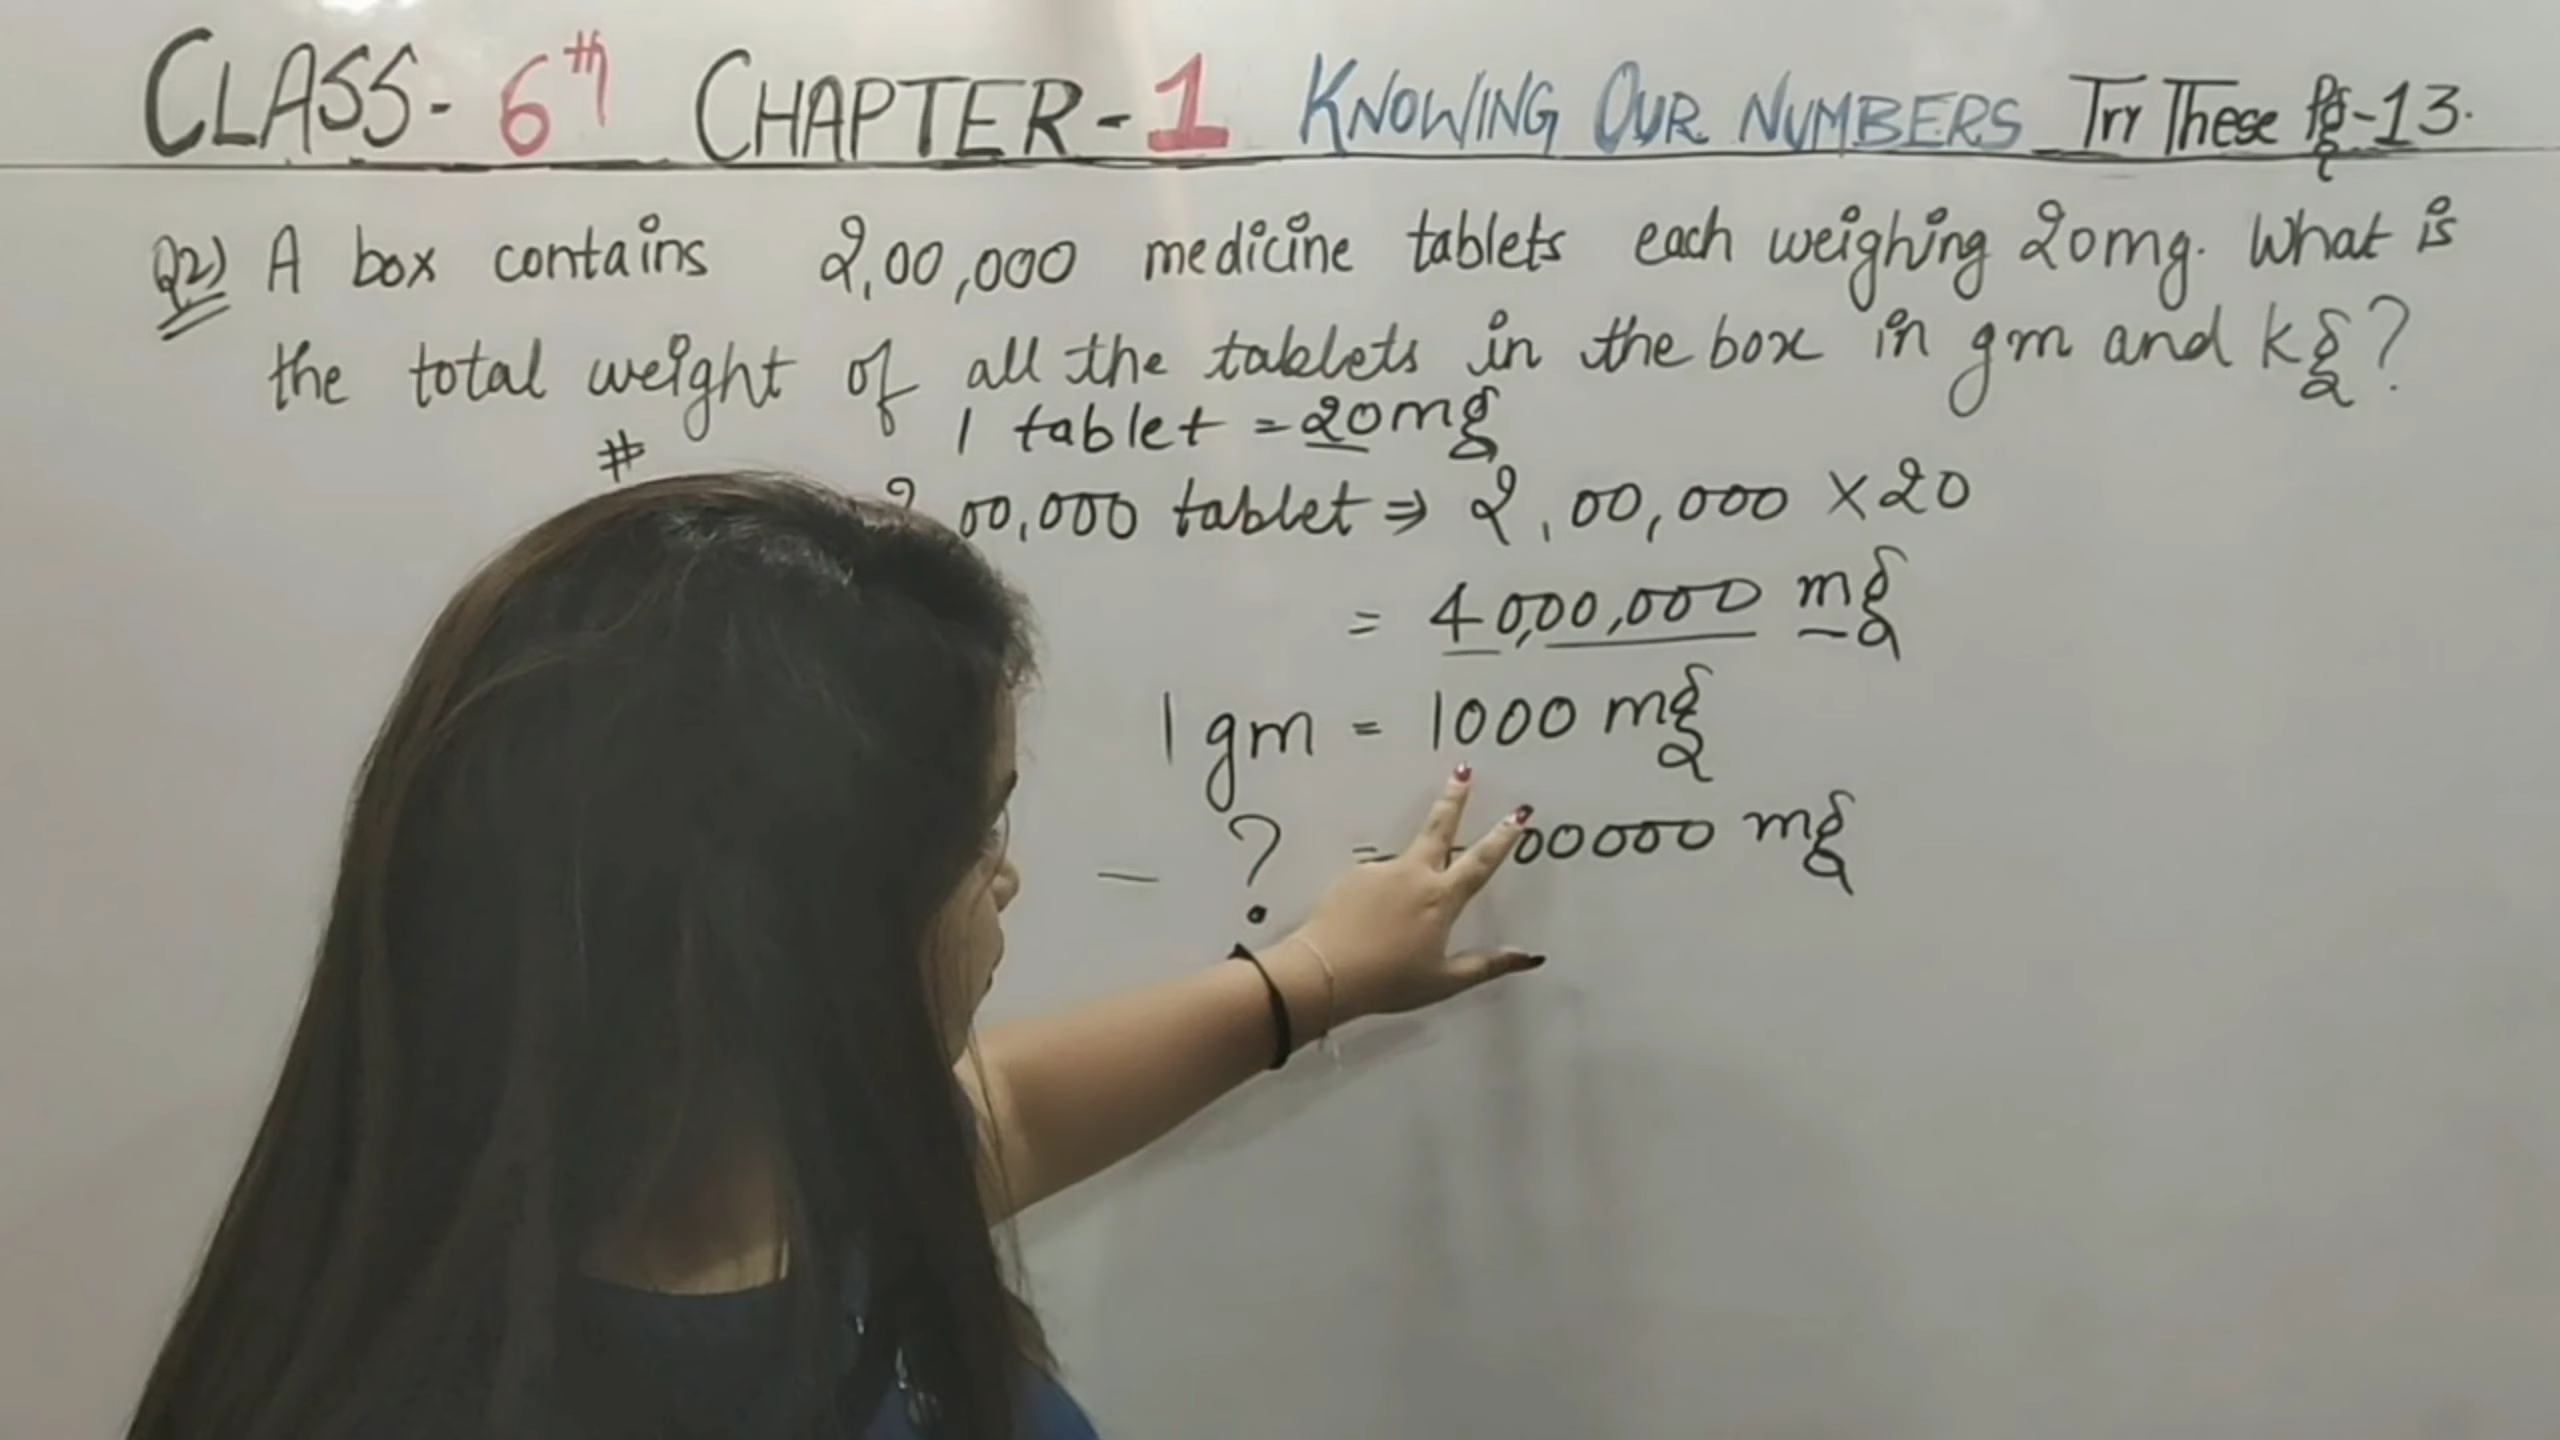 CLASS- 6th CHAPTER-1 KNOWING OUR NUMBERS Try These Pg-13.
Q2) A box contains 2,00,000 medicine tablets each weighing 20mg. What is
the total weight of all the tablets in the box in gm and kg?
# 1 tablet = 20mg
2,00,000 tablet ⇒ 2,00,000 ×20
= 40,00,000 mg
1 gm = 1000 mg
– ? = mg